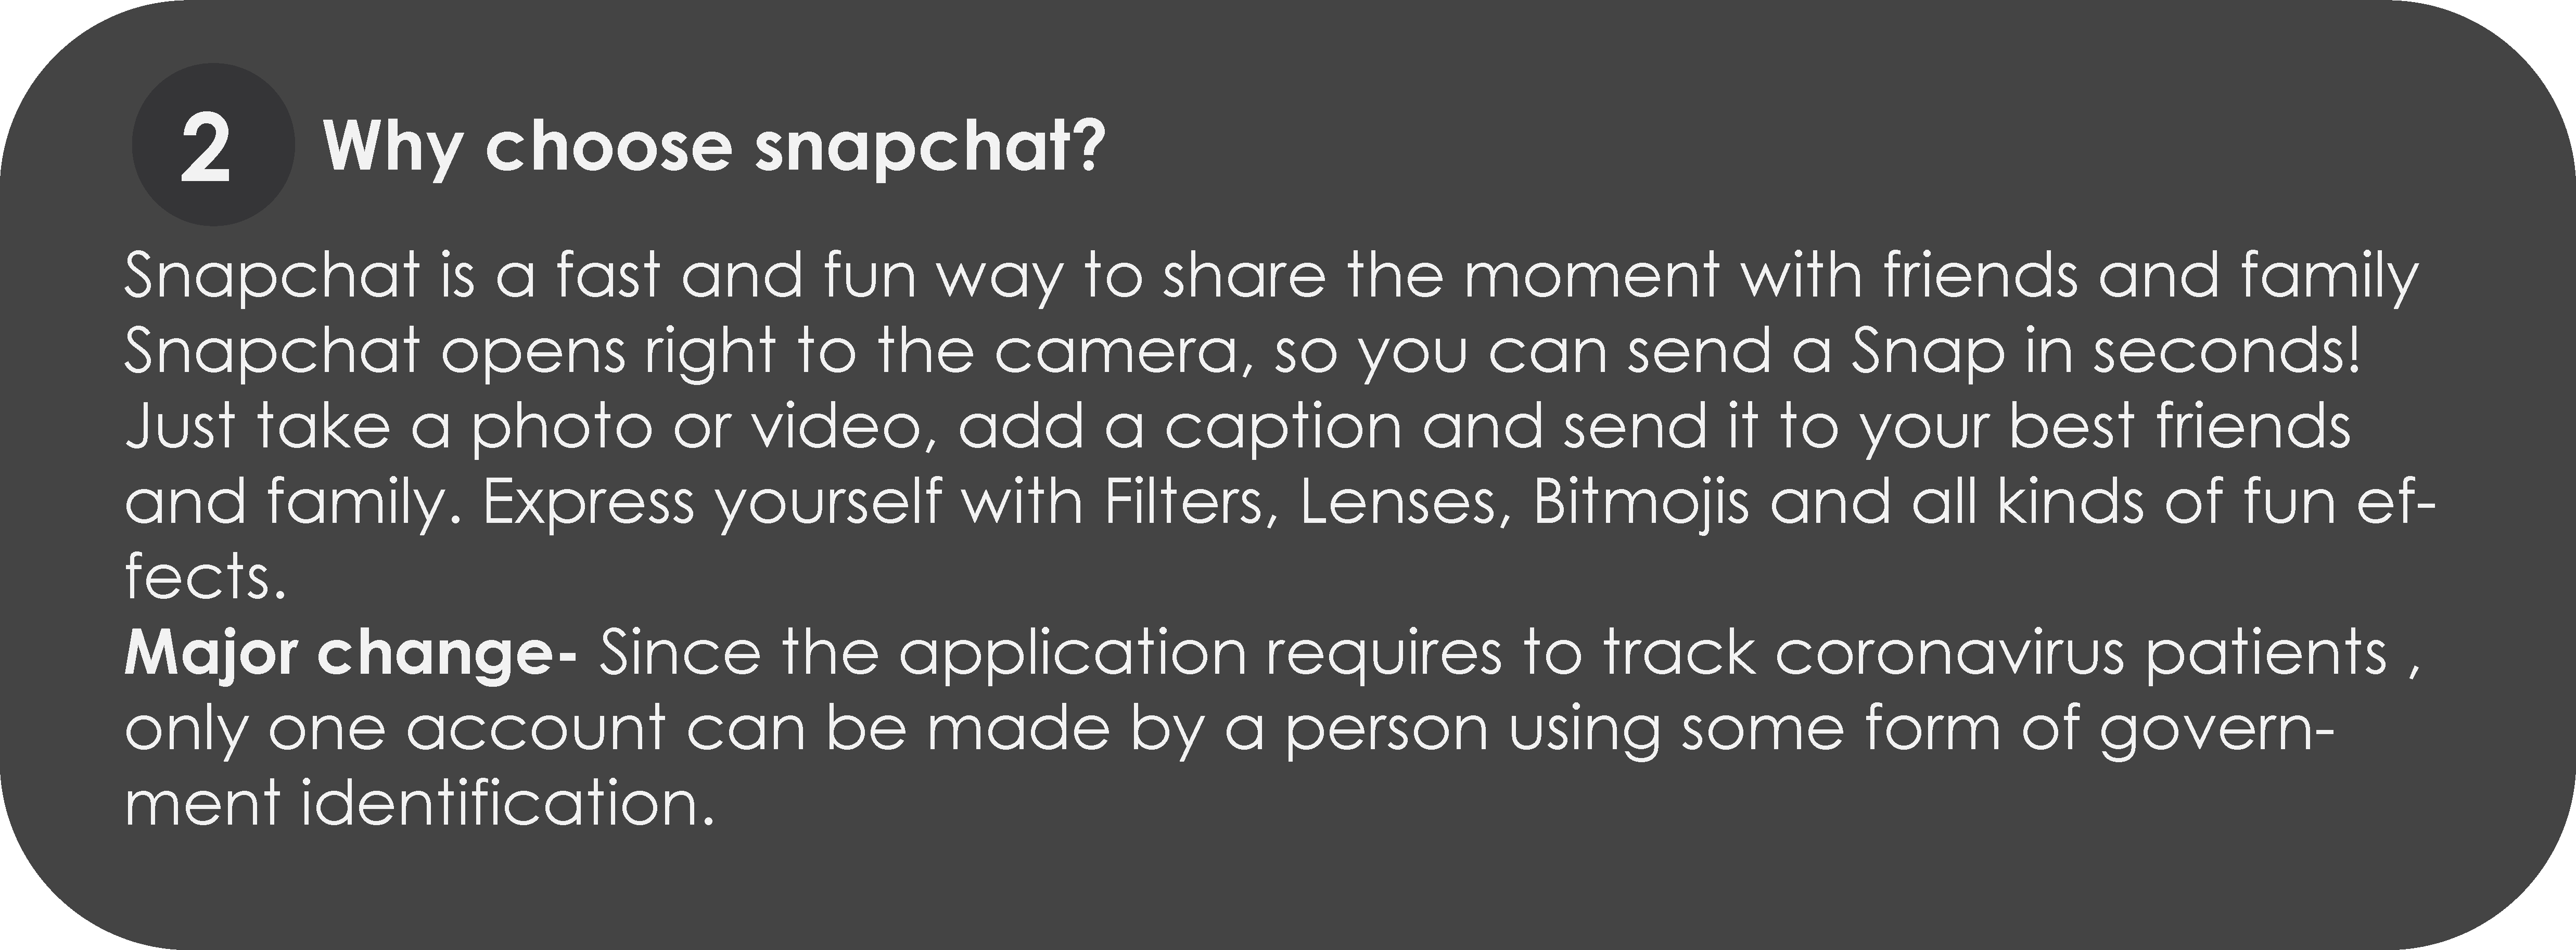 2 Why choose snapchat?
Snapchat is a fast and fun way to share the moment with friends and family
Snapchat opens right to the camera, so you can send a Snap in seconds!
Just take a photo or video, add a caption and send it to your best friends
and family. Express yourself with Filters, Lenses, Bitmojis and all kinds of fun ef-
fects.
Major change- Since the application requires to track coronavirus patients ,
only one account can be made by a person using some form of govern-
ment identification.